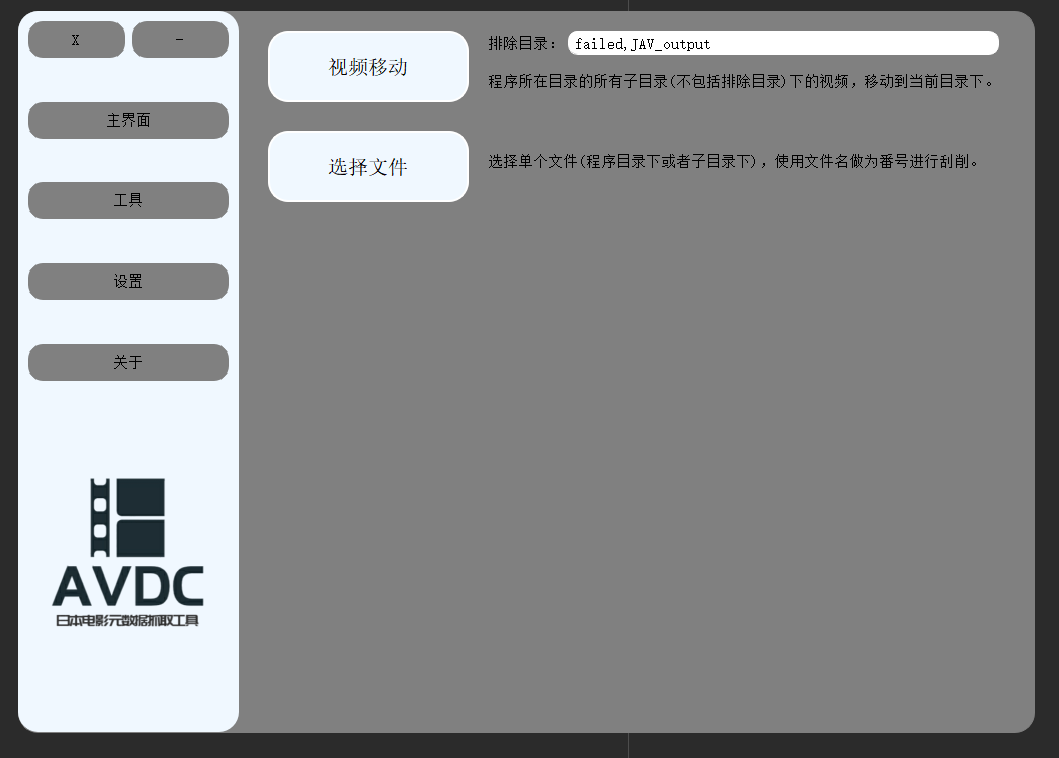 X
-
主界面
工具
设置
关于
AVDC
日本电影元数据抓取工具
视频移动
排除目录：
failed,JAV_output
程序所在目录的所有子目录(不包括排除目录)下的视频，移动到当前目录下。
选择文件
选择单个文件(程序目录下或者子目录下)，使用文件名做为番号进行刮削。